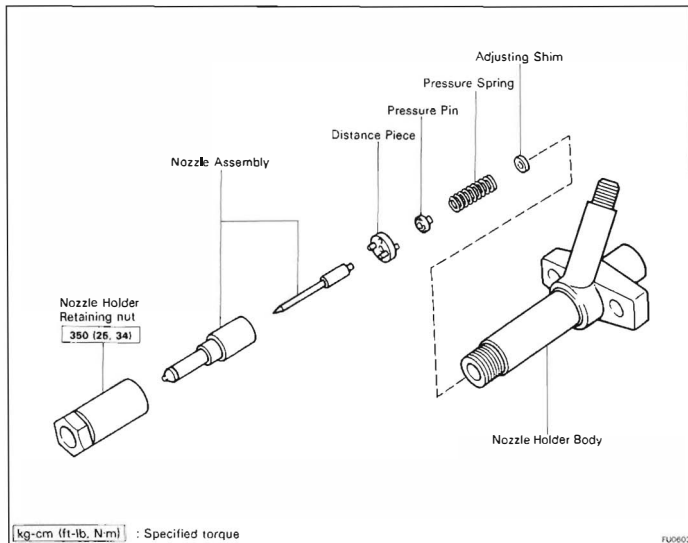 Adjusting Shim
Pressure Spring
Pressure Pin
Distance Piece
Nozzle Assembly
Nozzle Holder
Retaining nut
350 (25, 34)
Nozzle Holder Body
kg-cm (ft-lb, N·m) : Specified torque
FU0602